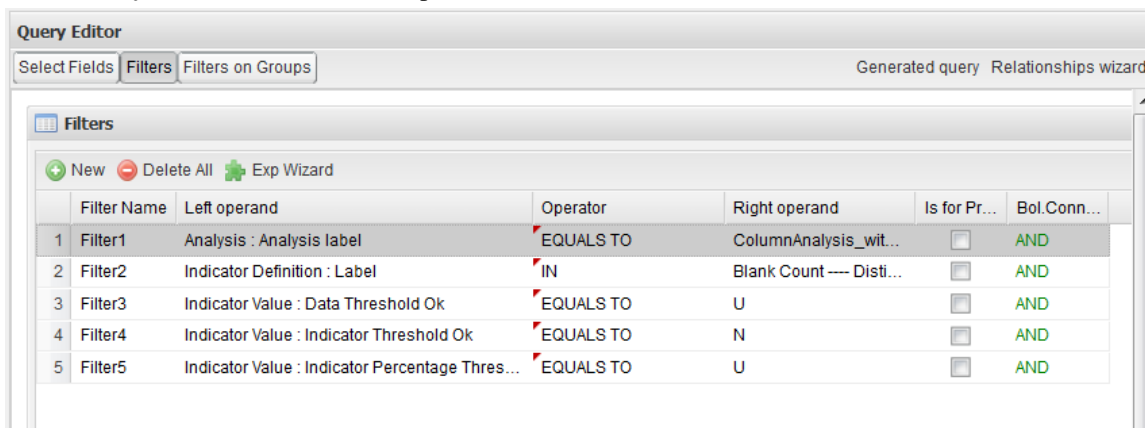 Query Editor
Select Fields Filters Filters on Groups Generated query Relationships wizard
Filters
New Delete All Exp Wizard
Filter Name Left operand Operator Right operand Is for Pr... Bol.Conn...
1 Filter1 Analysis : Analysis label EQUALS TO ColumnAnalysis_wit... AND
2 Filter2 Indicator Definition : Label IN Blank Count ---- Disti... AND
3 Filter3 Indicator Value : Data Threshold Ok EQUALS TO U AND
4 Filter4 Indicator Value : Indicator Threshold Ok EQUALS TO N AND
5 Filter5 Indicator Value : Indicator Percentage Thres... EQUALS TO U AND